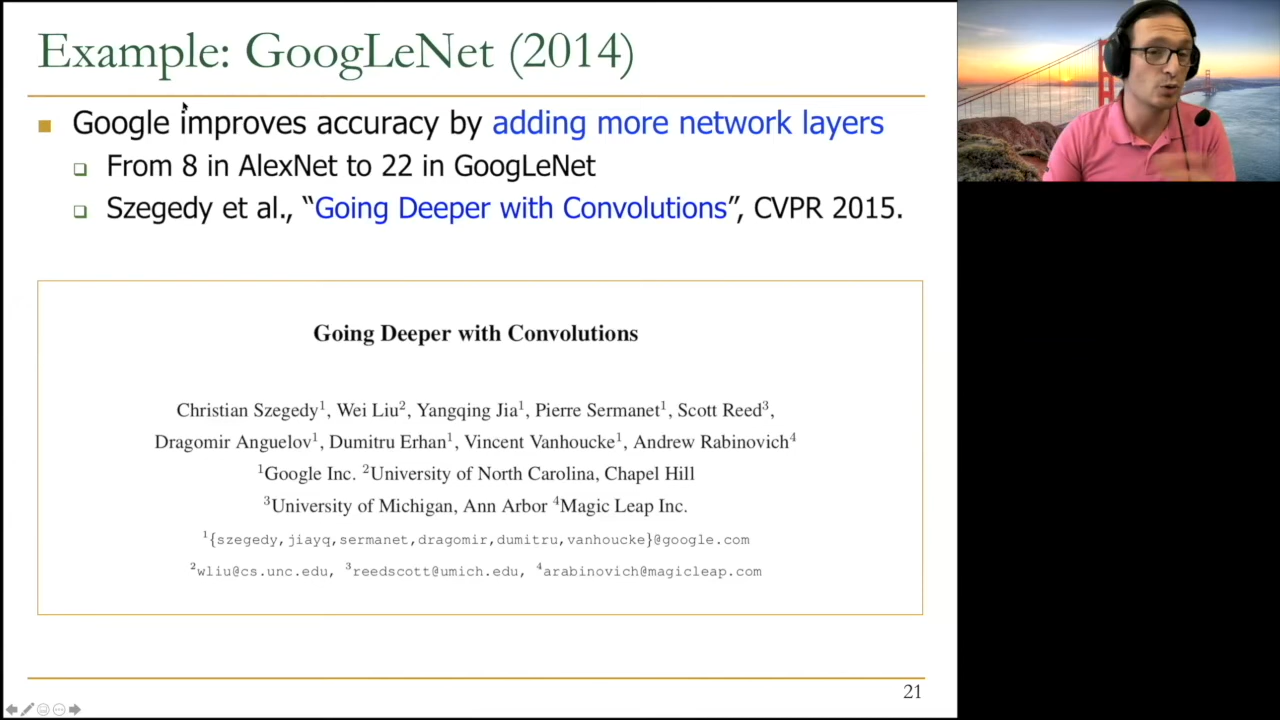 Example: GoogLeNet (2014)
Google improves accuracy by adding more network layers
From 8 in AlexNet to 22 in GoogLeNet
Szegedy et al., “Going Deeper with Convolutions”, CVPR 2015.
Going Deeper with Convolutions
Christian Szegedy¹, Wei Liu², Yangqing Jia¹, Pierre Sermanet¹, Scott Reed³,
Dragomir Anguelov¹, Dumitru Erhan¹, Vincent Vanhoucke¹, Andrew Rabinovich⁴
¹Google Inc. ²University of North Carolina, Chapel Hill
³University of Michigan, Ann Arbor ⁴Magic Leap Inc.
¹{szegedy,jiayq,sermanet,dragomir,dumitru,vanhoucke}@google.com
²wliu@cs.unc.edu, ³reedscott@umich.edu, ⁴arabinovich@magicleap.com
21